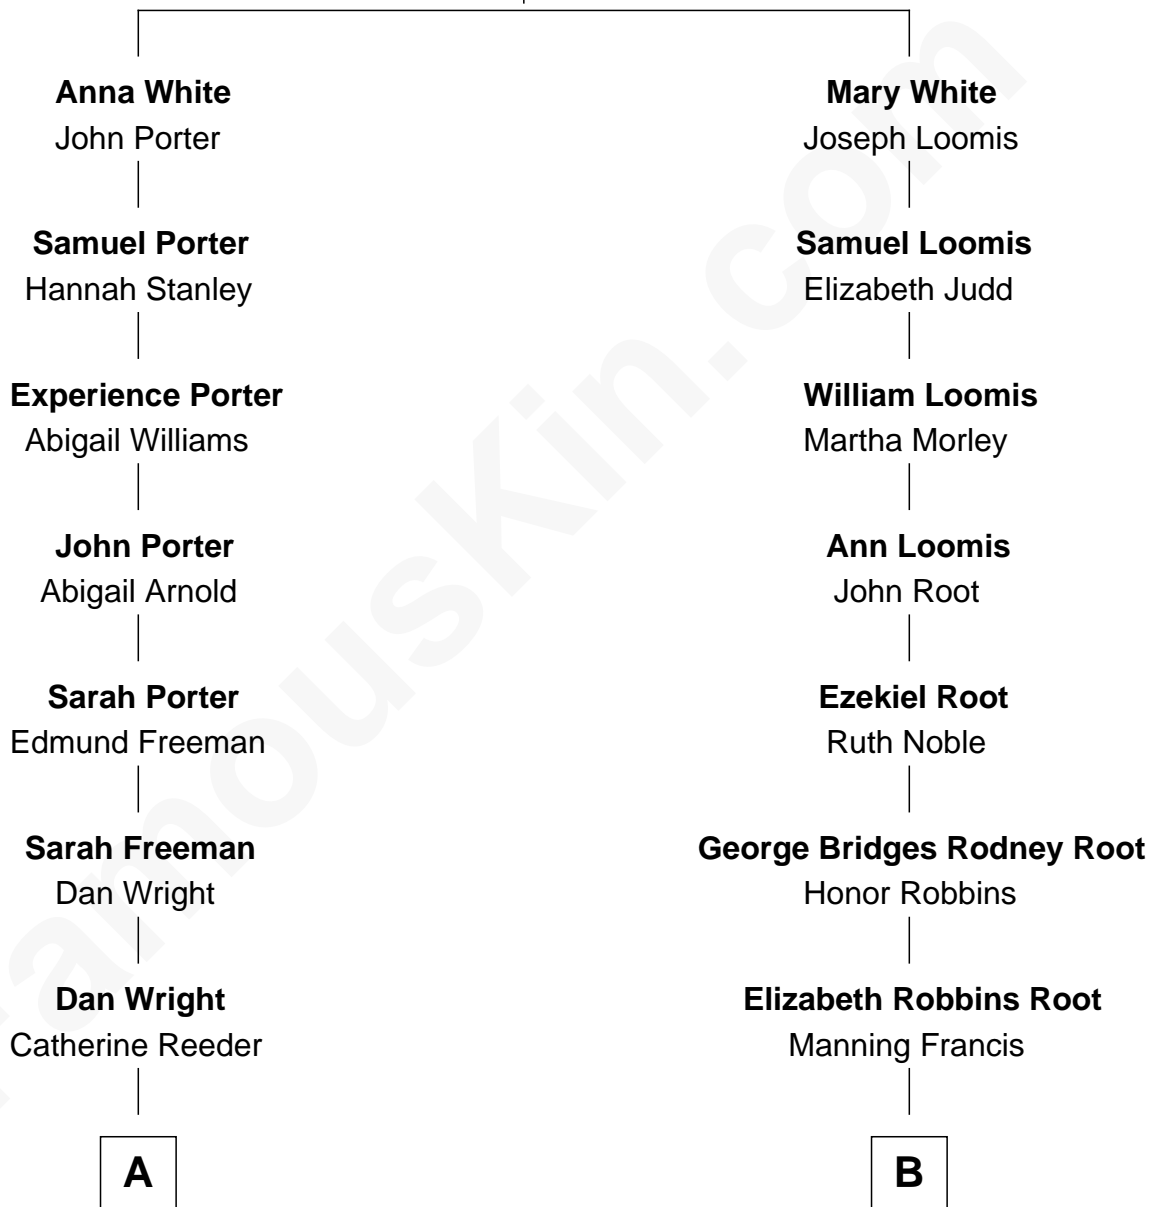 Anna White
John Porter
Samuel Porter
Hannah Stanley
Experience Porter
Abigail Williams
John Porter
Abigail Arnold
Sarah Porter
Edmund Freeman
Sarah Freeman
Dan Wright
Dan Wright
Catherine Reeder
A
Mary White
Joseph Loomis
Samuel Loomis
Elizabeth Judd
William Loomis
Martha Morley
Ann Loomis
John Root
Ezekiel Root
Ruth Noble
George Bridges Rodney Root
Honor Robbins
Elizabeth Robbins Root
Manning Francis
B
FamousKin.com